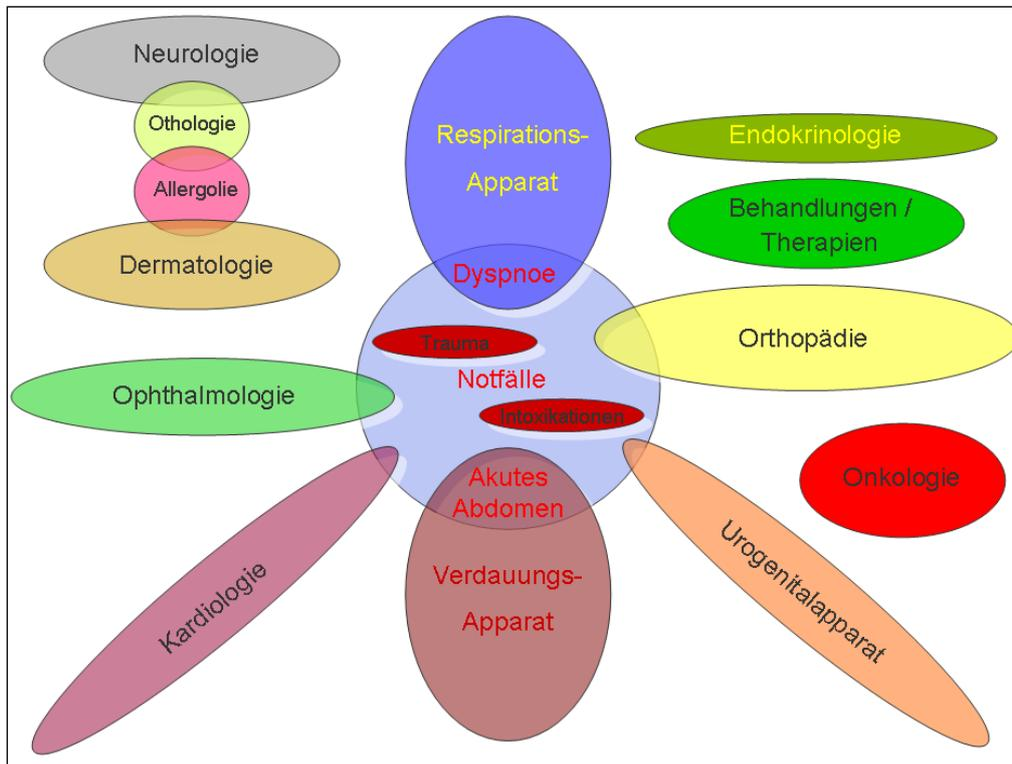 Neurologie
Othologie
Allergolie
Dermatologie
Respirations-
Apparat
Endokrinologie
Behandlungen /
Therapien
Dyspnoe
Trauma
Notfälle
Intoxikationen
Orthopädie
Ophthalmologie
Akutes
Abdomen
Onkologie
Kardiologie
Verdauungs-
Apparat
Urogenitalapparat